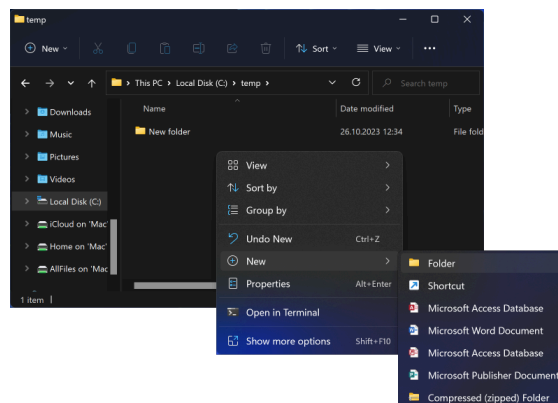 temp
New Sort View
This PC > Local Disk (C:) > temp > Search temp
Downloads
Music
Pictures
Videos
Local Disk (C:)
iCloud on 'Mac'
Home on 'Mac'
AllFiles on 'Mac
Name Date modified Type
New folder 26.10.2023 12:34 File fold
1 item
View
Sort by
Group by
Undo New Ctrl+Z
New
Properties Alt+Enter
Open in Terminal
Show more options Shift+F10
Folder
Shortcut
Microsoft Access Database
Microsoft Word Document
Microsoft Access Database
Microsoft Publisher Document
Compressed (zipped) Folder